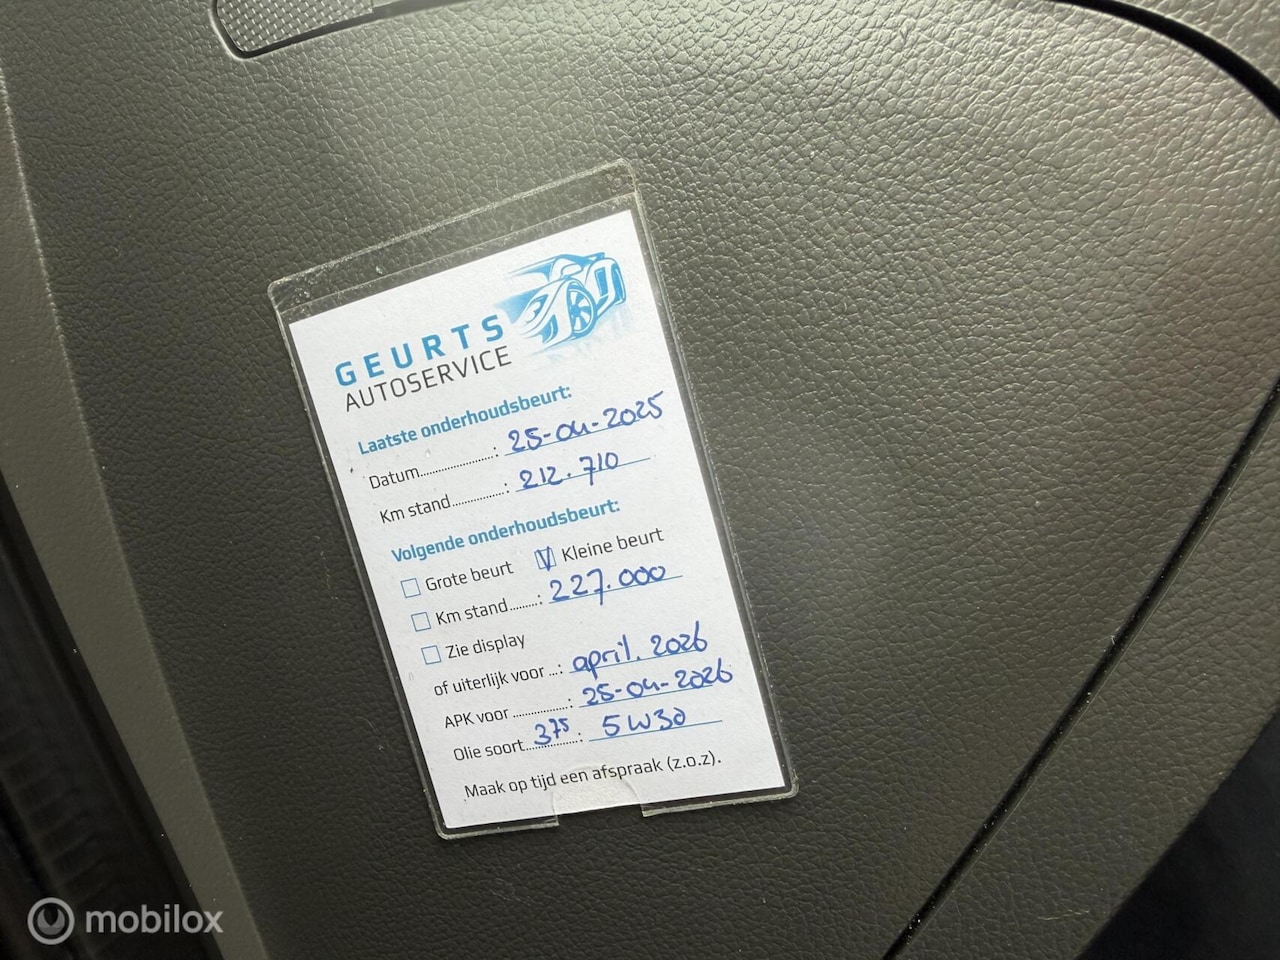 GEURTS
AUTOSERVICE
Laatste onderhoudsbeurt:
Datum....................: 25-04-2025
Km stand...............: 212.710
Volgende onderhoudsbeurt:
Grote beurt V Kleine beurt
Km stand........: 227.000
Zie display
of uiterlijk voor ...: april. 2026
APK voor ...............: 25-04-2026
Olie soort...............: 375 5W30
Maak op tijd een afspraak (z.o.z).
mobilox